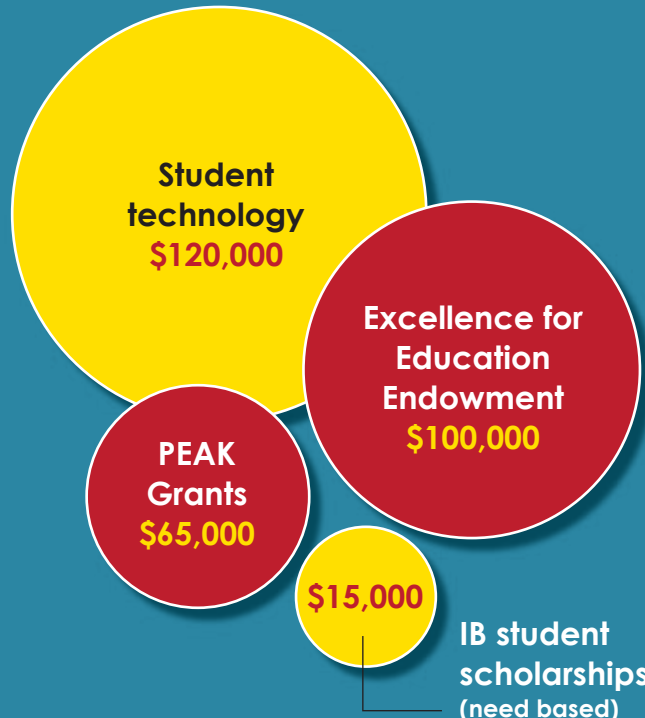 Student
technology
$120,000
Excellence for
Education
Endowment
$100,000
PEAK
Grants
$65,000
$15,000
IB student
scholarships
(need based)